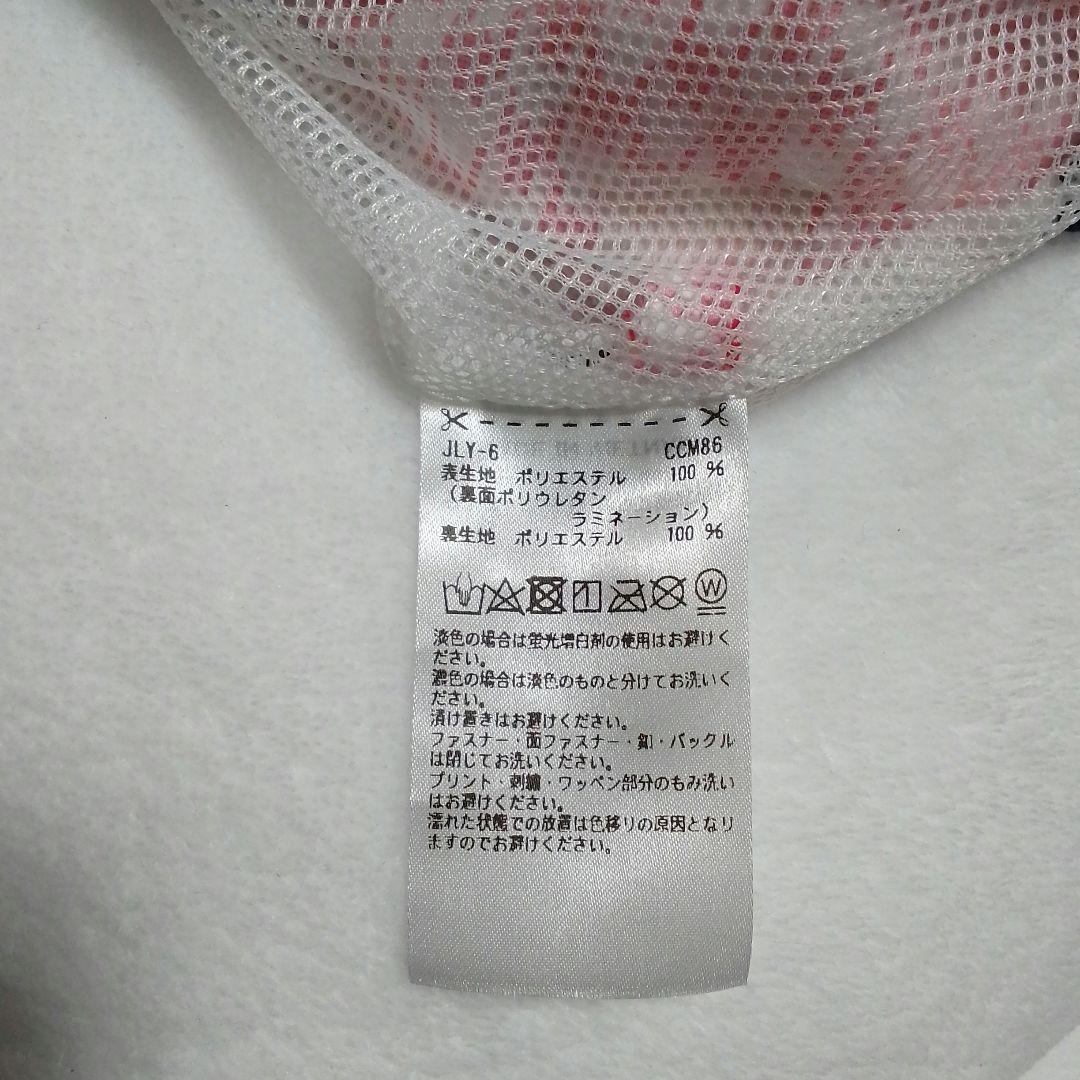 JLY-6 CCM86
表生地 ポリエステル 100 %
(裏面ポリウレタン
ラミネーション)
裏生地 ポリエステル 100 %
W
淡色の場合は蛍光増白剤の使用はお避けく
ださい。
濃色の場合は淡色のものと分けてお洗いく
ださい。
漬け置きはお避けください。
ファスナー・面ファスナー・釦・バックル
は閉じてお洗いください。
プリント・刺繍・ワッペン部分のもみ洗い
はお避けください。
濡れた状態での放置は色移りの原因となり
ますのでお避けください。